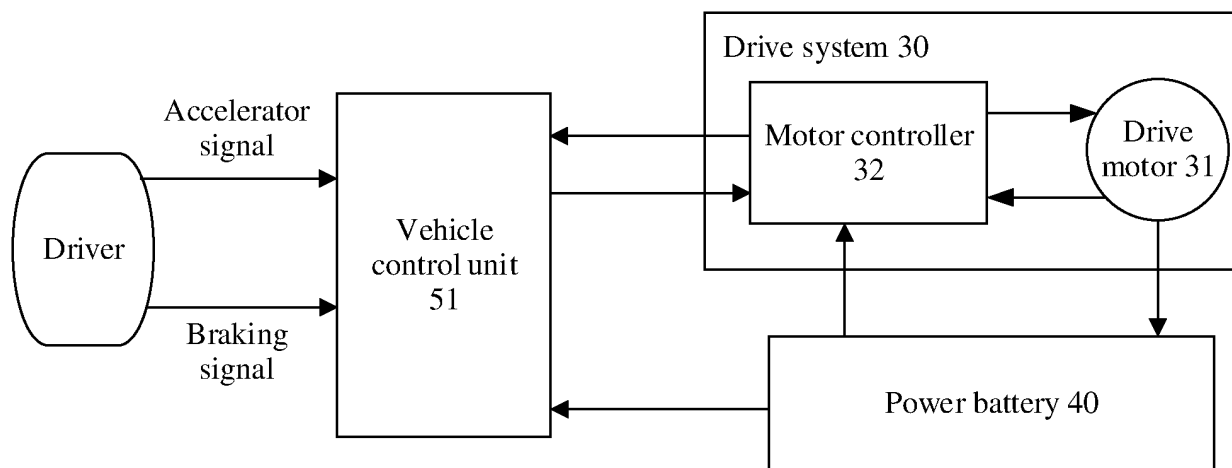 Drive system 30
Accelerator
signal
Motor controller
32
Drive
motor 31
Driver
Vehicle
control unit
51
Braking
signal
Power battery 40